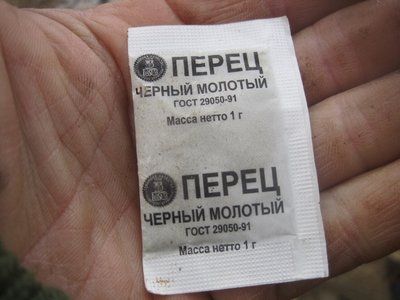 ПЕРЕЦ
ЧЕРНЫЙ МОЛОТЫЙ
ГОСТ 29050-91
Масса нетто 1 г
ПЕРЕЦ
ЧЕРНЫЙ МОЛОТЫЙ
ГОСТ 29050-91
Масса нетто 1 г